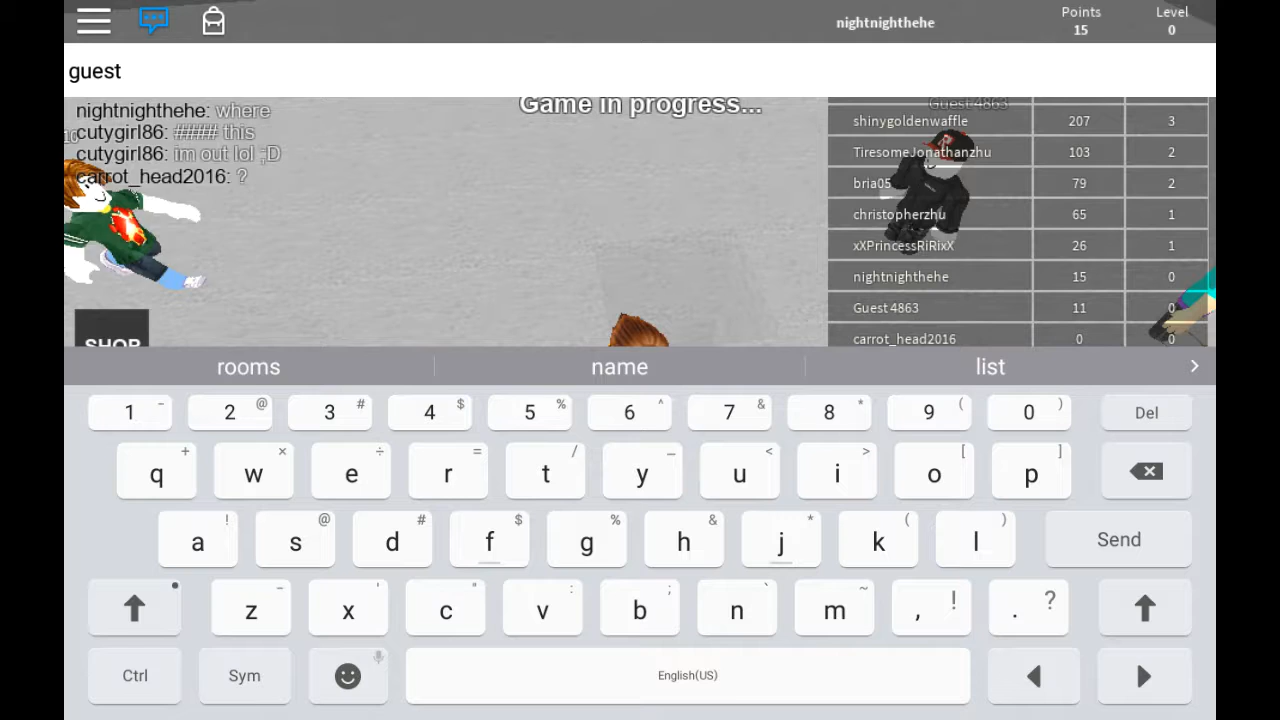 nightnighthehe
Points
15
Level
0
guest
nightnighthehe: where
cutygirl86: #### this
cutygirl86: im out lol ;D
carrot_head2016: ?
Game in progress...
Guest 4863
shinygoldenwaffle 207 3
TiresomeJonathanzhu 103 2
bria05 79 2
christopherzhu 65 1
xXPrincessRiRixX 26 1
nightnighthehe 15 0
Guest 4863 11 0
carrot_head2016 0 0
SHOP
rooms name list
1 - 2 @ 3 # 4 $ 5 % 6 ^ 7 & 8 * 9 ( 0 ) Del
q + w × e ÷ r = t / y _ u < i > o [ p ]
a ! s @ d # f $ g % h & j * k ( l ) Send
z - x ' c " v : b ; n ` m ~ , ! . ?
Ctrl Sym English(US)